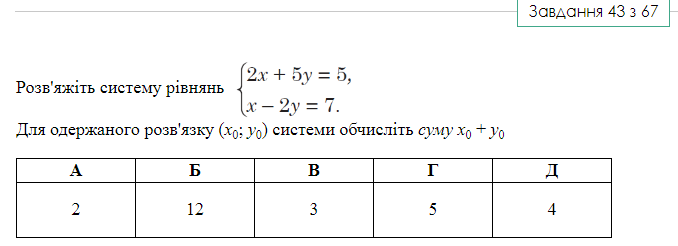 Завдання 43 з 67
Розв'яжіть систему рівнянь {2x + 5y = 5,
x − 2y = 7.
Для одержаного розв'язку (x₀; y₀) системи обчисліть суму x₀ + y₀
А Б В Г Д
2 12 3 5 4